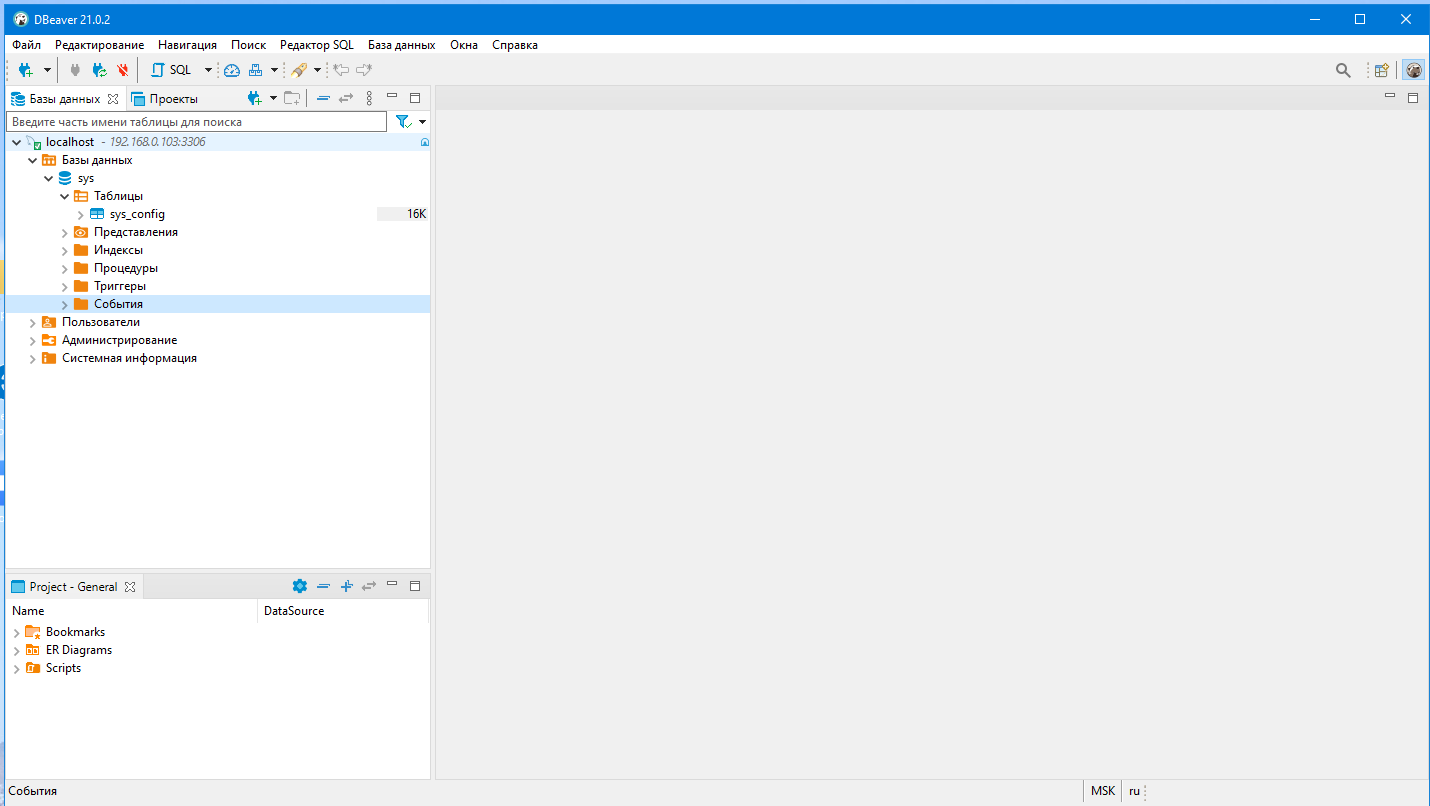 DBeaver 21.0.2
Файл Редактирование Навигация Поиск Редактор SQL База данных Окна Справка
SQL
Базы данных Проекты
Введите часть имени таблицы для поиска
localhost - 192.168.0.103:3306
Базы данных
sys
Таблицы
sys_config 16K
Представления
Индексы
Процедуры
Триггеры
События
Пользователи
Администрирование
Системная информация
Project - General
Name DataSource
Bookmarks
ER Diagrams
Scripts
События MSK ru